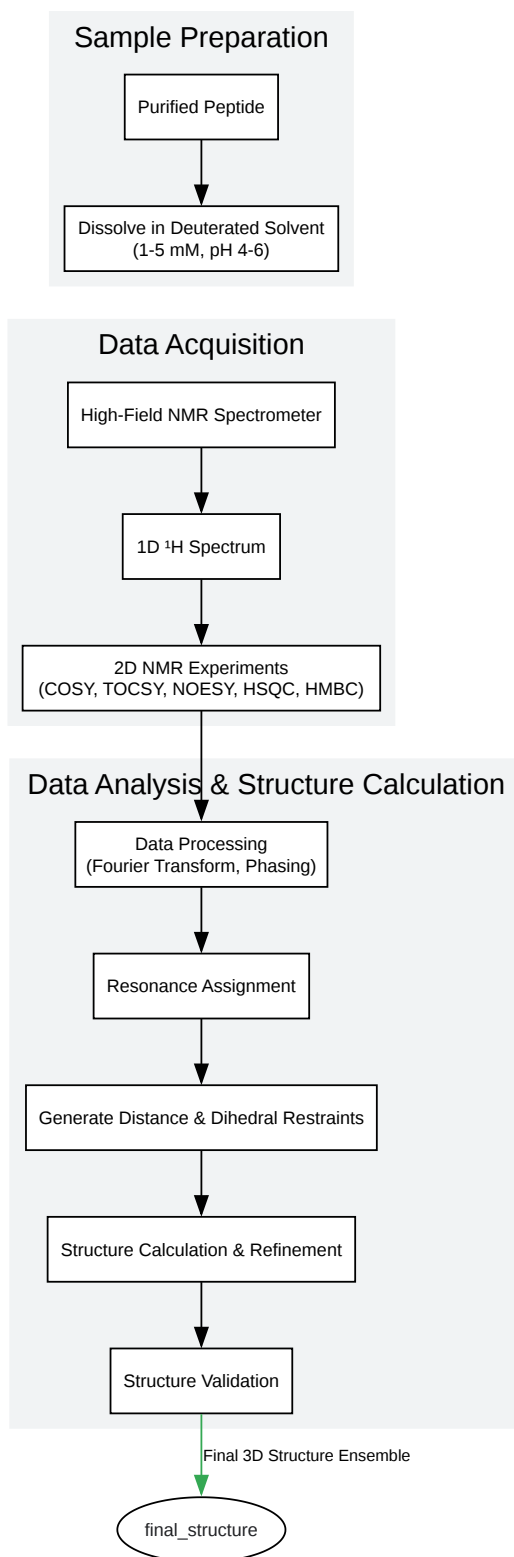 Sample Preparation
Purified Peptide
Dissolve in Deuterated Solvent
(1-5 mM, pH 4-6)
Data Acquisition
High-Field NMR Spectrometer
1D ¹H Spectrum
2D NMR Experiments
(COSY, TOCSY, NOESY, HSQC, HMBC)
Data Analysis & Structure Calculation
Data Processing
(Fourier Transform, Phasing)
Resonance Assignment
Generate Distance & Dihedral Restraints
Structure Calculation & Refinement
Structure Validation
Final 3D Structure Ensemble
final_structure